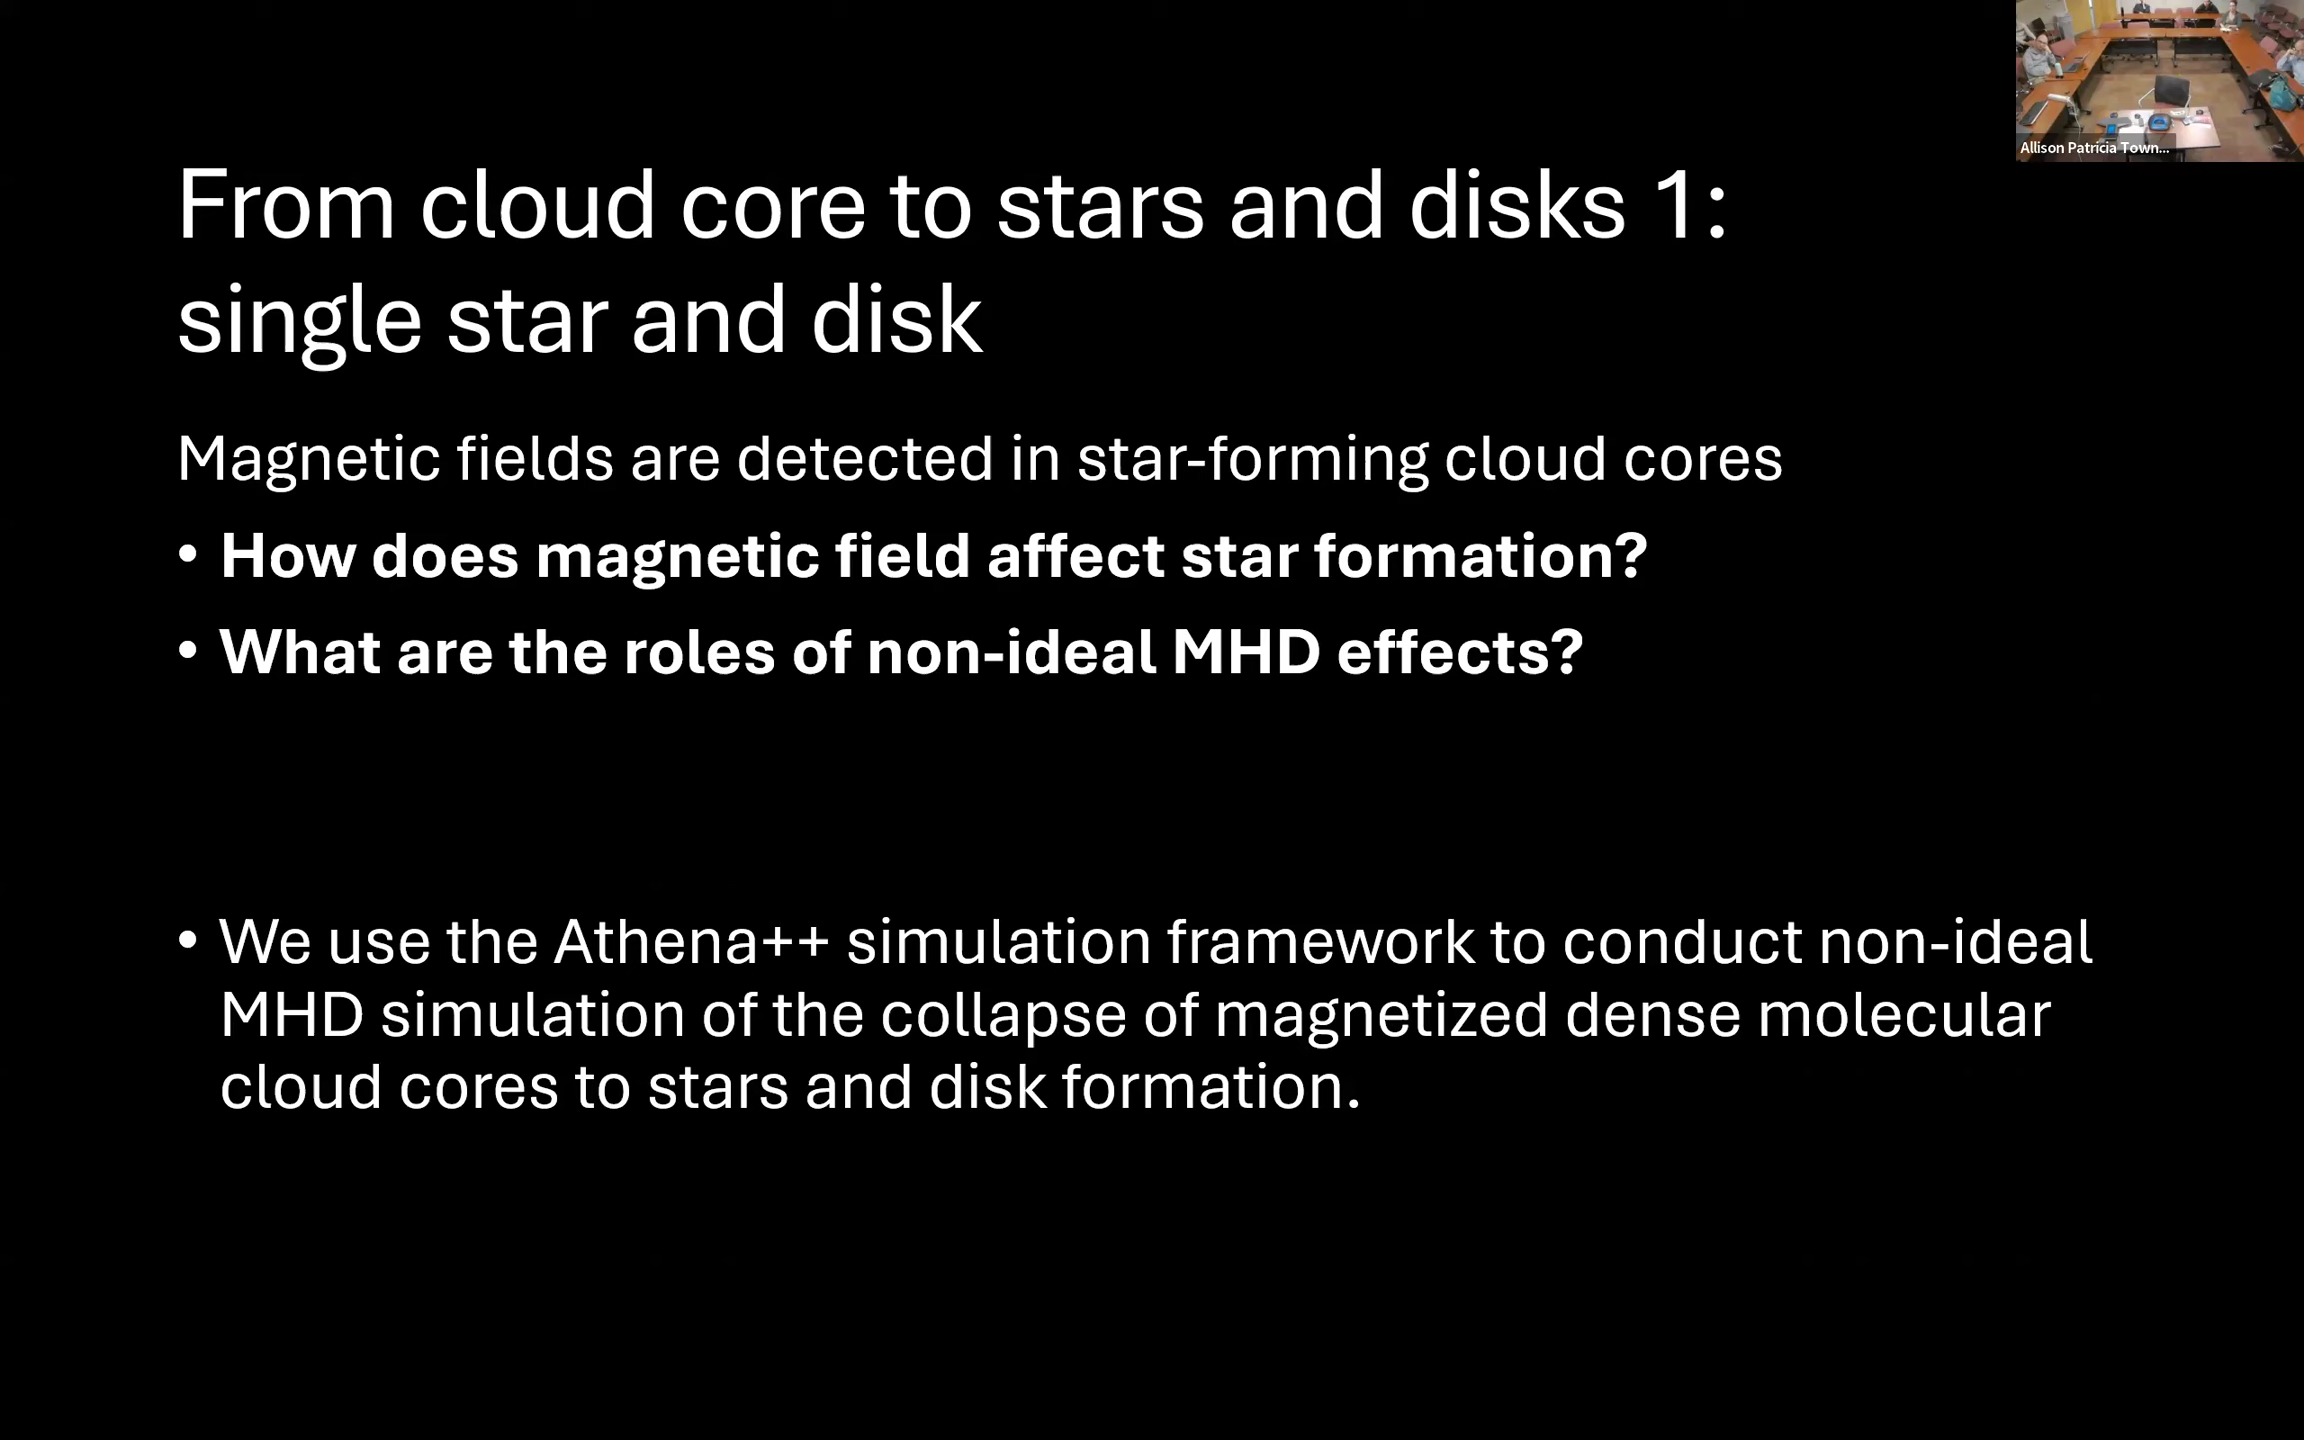 Allison Patricia Town...
From cloud core to stars and disks 1:
single star and disk
Magnetic fields are detected in star-forming cloud cores
• How does magnetic field affect star formation?
• What are the roles of non-ideal MHD effects?
• We use the Athena++ simulation framework to conduct non-ideal
MHD simulation of the collapse of magnetized dense molecular
cloud cores to stars and disk formation.